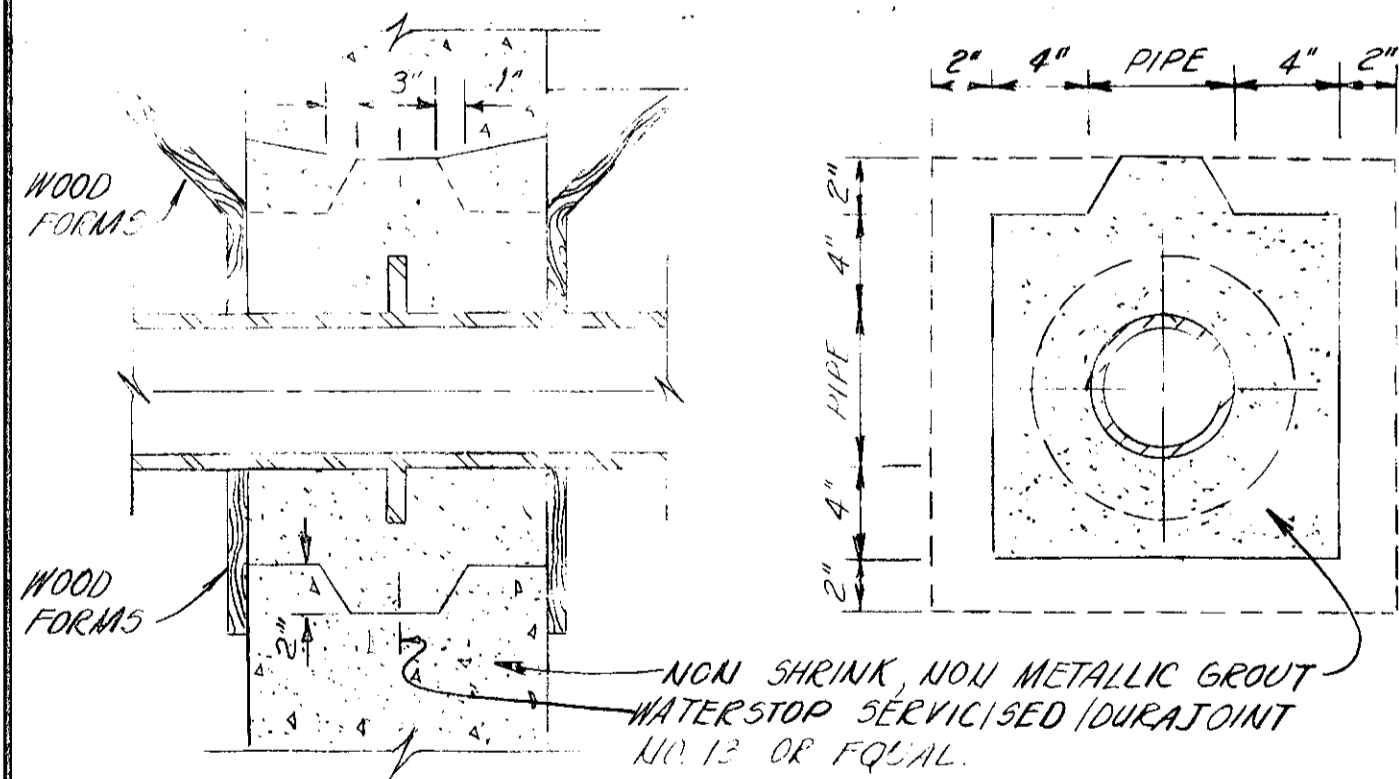 3" 1"
WOOD
FORMS
WOOD
FORMS
2"
2" 4" PIPE 4" 2"
2"
4"
PIPE
4"
2"
NON SHRINK, NON METALLIC GROUT
WATERSTOP SERVICISED/DURAJOINT
NO. 13 OR EQUAL.